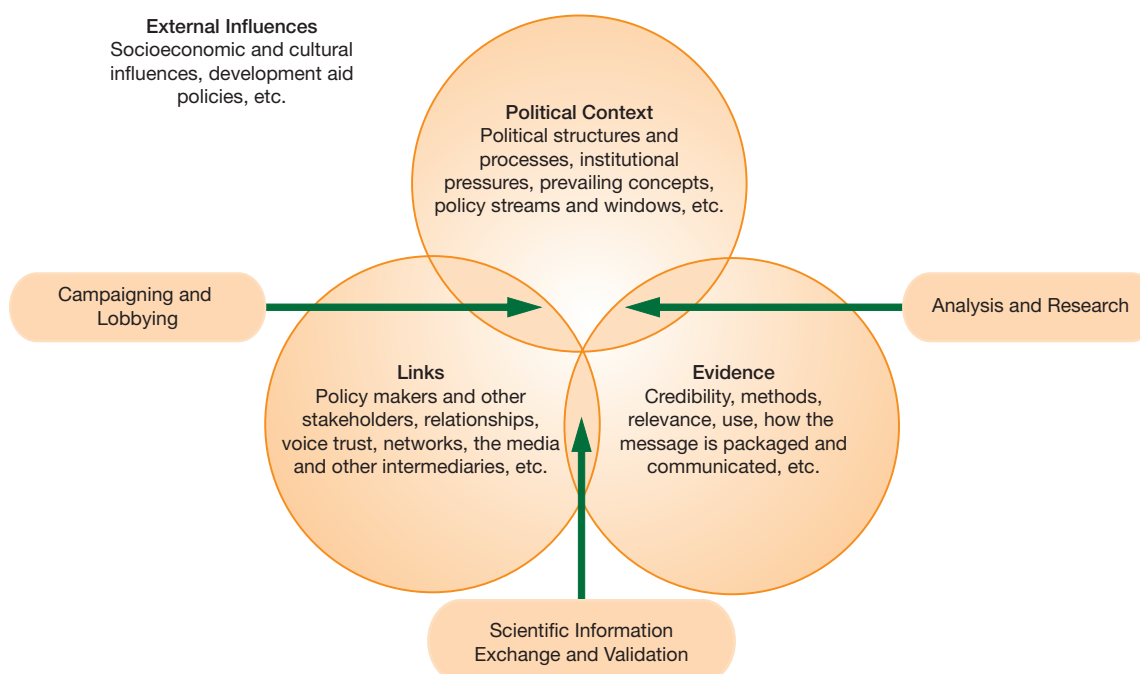 External Influences
Socioeconomic and cultural
influences, development aid
policies, etc.
Political Context
Political structures and
processes, institutional
pressures, prevailing concepts,
policy streams and windows, etc.
Campaigning and
Lobbying
Analysis and Research
Links
Policy makers and other
stakeholders, relationships,
voice trust, networks, the media
and other intermediaries, etc.
Evidence
Credibility, methods,
relevance, use, how the
message is packaged and
communicated, etc.
Scientific Information
Exchange and Validation